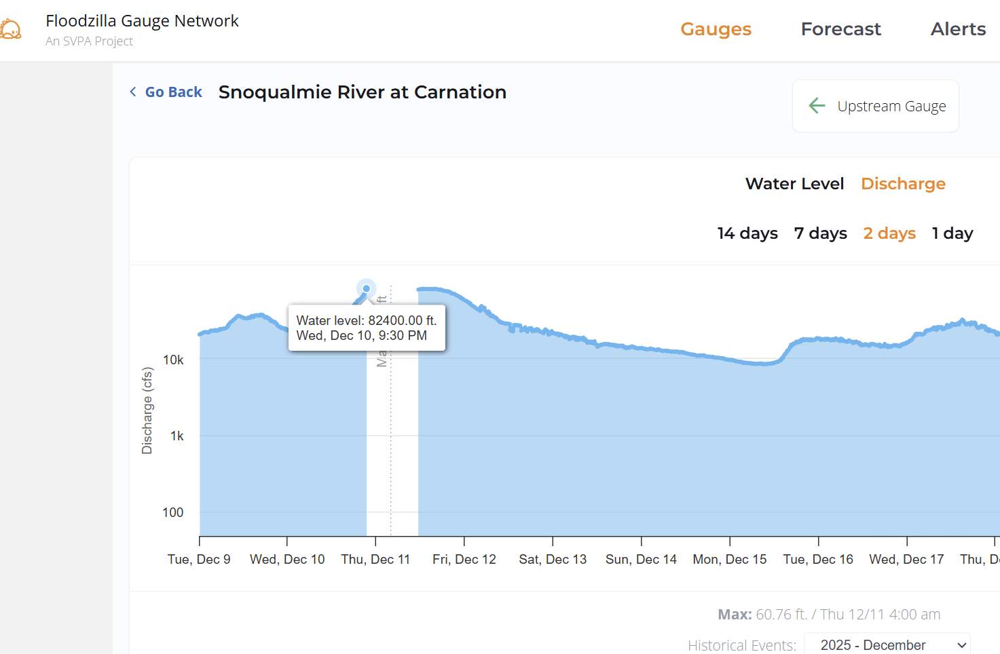 Floodzilla Gauge Network
An SVPA Project
Gauges
Forecast
Alerts
Go Back
Snoqualmie River at Carnation
Upstream Gauge
Water Level
Discharge
14 days
7 days
2 days
1 day
Water level: 82400.00 ft.
Wed, Dec 10, 9:30 PM
Ma
ft
Discharge (cfs)
10k
1k
100
Tue, Dec 9
Wed, Dec 10
Thu, Dec 11
Fri, Dec 12
Sat, Dec 13
Sun, Dec 14
Mon, Dec 15
Tue, Dec 16
Wed, Dec 17
Thu, D
Max: 60.76 ft. / Thu 12/11 4:00 am
Historical Events:
2025 - December